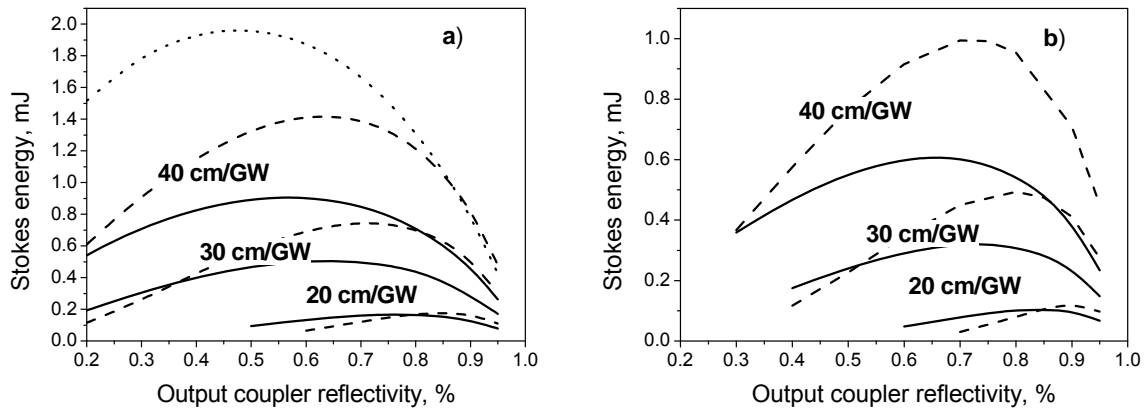 a)
2.0
1.8
1.6
1.4
1.2
1.0
0.8
0.6
0.4
0.2
0.0
Stokes energy, mJ
40 cm/GW
30 cm/GW
20 cm/GW
0.2 0.3 0.4 0.5 0.6 0.7 0.8 0.9 1.0
Output coupler reflectivity, %
b)
1.0
0.8
0.6
0.4
0.2
0.0
Stokes energy, mJ
40 cm/GW
30 cm/GW
20 cm/GW
0.2 0.3 0.4 0.5 0.6 0.7 0.8 0.9 1.0
Output coupler reflectivity, %